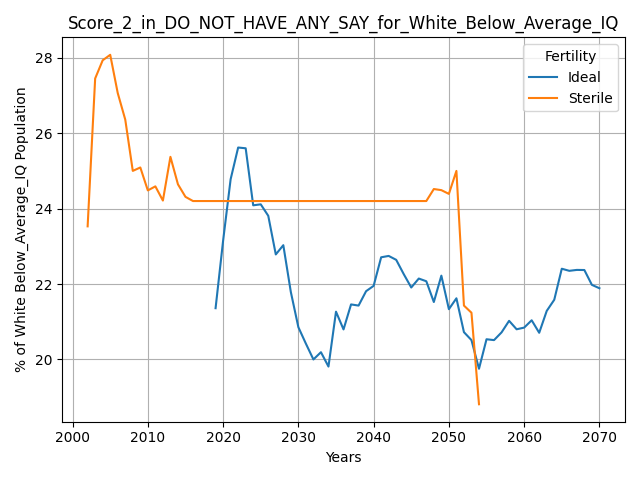 Score_2_in_DO_NOT_HAVE_ANY_SAY_for_White_Below_Average_IQ
Fertility
Ideal
Sterile
% of White Below_Average_IQ Population
28
26
24
22
20
2000 2010 2020 2030 2040 2050 2060 2070
Years